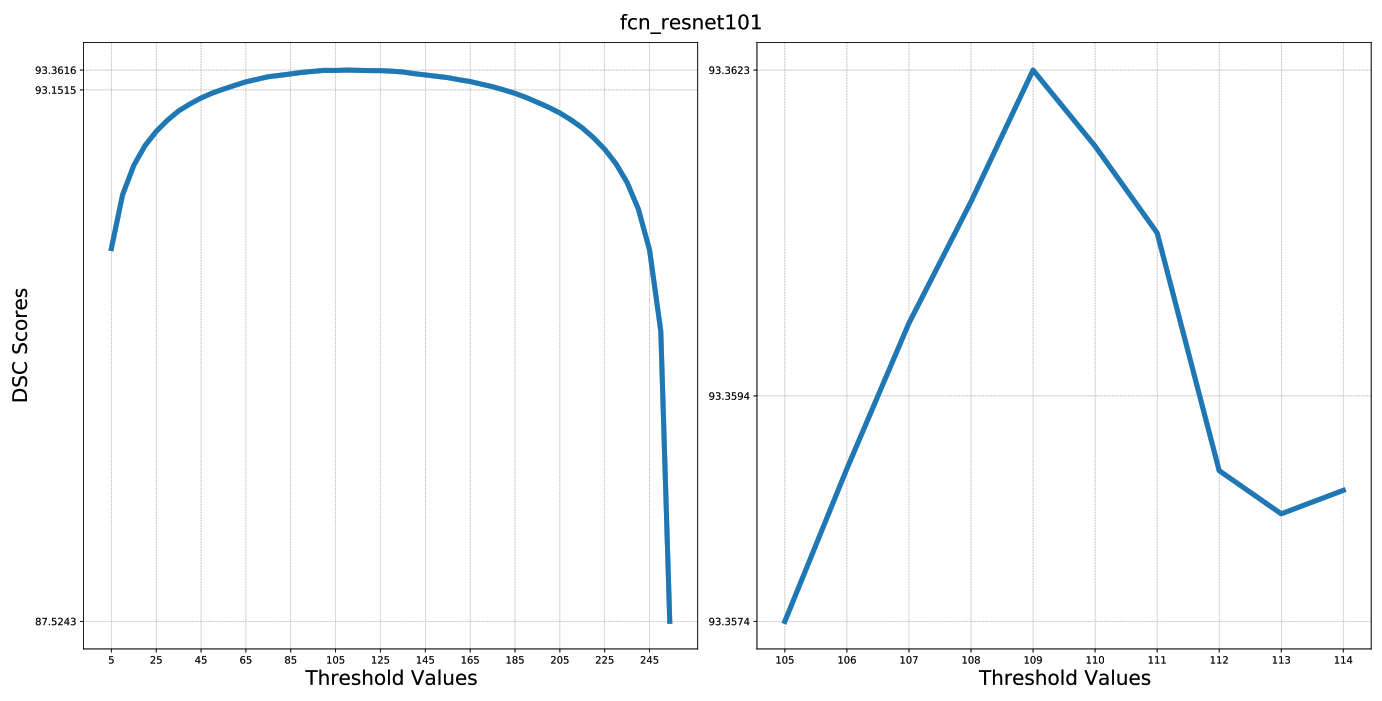 fcn_resnet101
DSC Scores
93.3616
93.1515
87.5243
5 25 45 65 85 105 125 145 165 185 205 225 245
Threshold Values
93.3623
93.3594
93.3574
105 106 107 108 109 110 111 112 113 114
Threshold Values